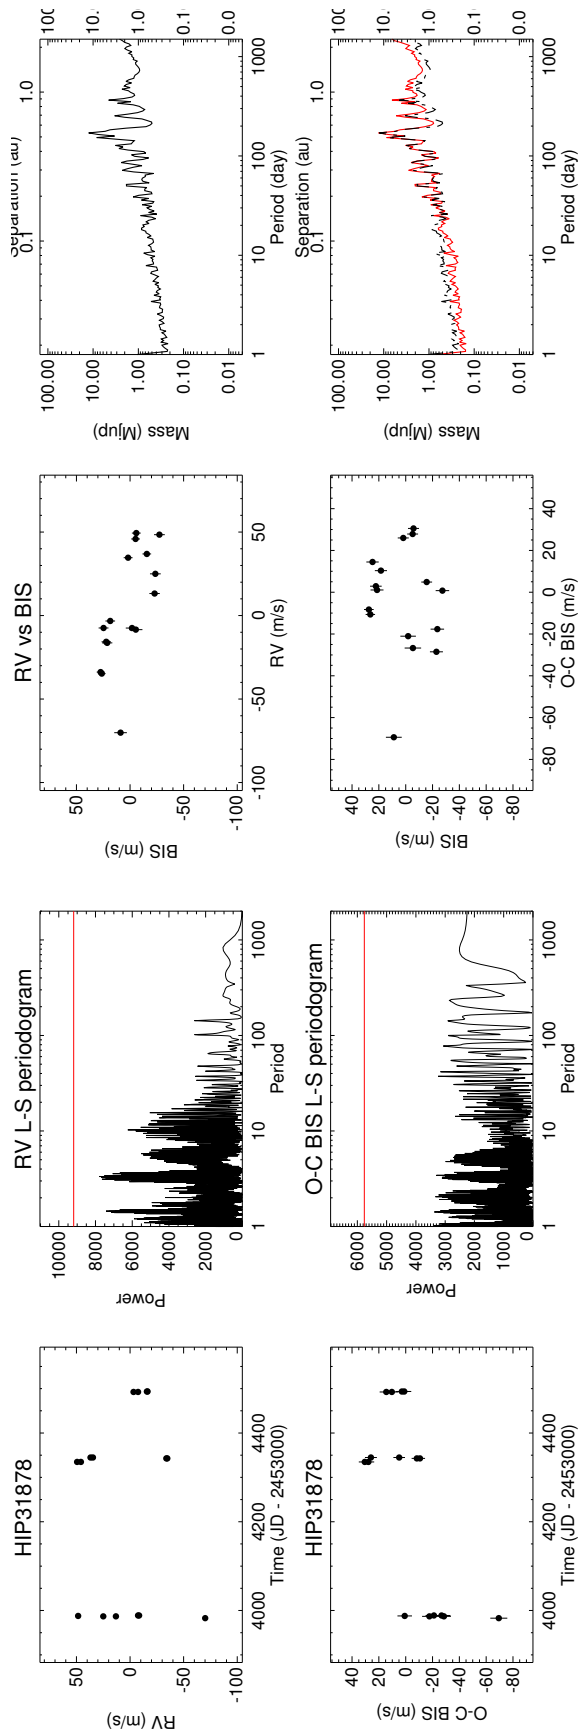 HIP31878
50
0
-50
-100
RV (m/s)
4000 4200 4400
Time (JD - 2453000)
RV L-S periodogram
10000
8000
6000
4000
2000
0
Power
1 10 100 1000
Period
RV vs BIS
50
0
-50
-100
BIS (m/s)
-100 -50 0 50
RV (m/s)
Separation (au)
0.1 1.0
100.00
10.00
1.00
0.10
0.01
Mass (Mjup)
1 10 100 1000
Period (day)
HIP31878
40
20
0
-20
-40
-60
-80
O-C BIS (m/s)
4000 4200 4400
Time (JD - 2453000)
O-C BIS L-S periodogram
7000
6000
5000
4000
3000
2000
1000
0
Power
1 10 100 1000
Period
40
20
0
-20
-40
-60
-80
BIS (m/s)
-80 -60 -40 -20 0 20 40
O-C BIS (m/s)
Separation (au)
0.1 1.0
100.00
10.00
1.00
0.10
0.01
Mass (Mjup)
1 10 100 1000
Period (day)